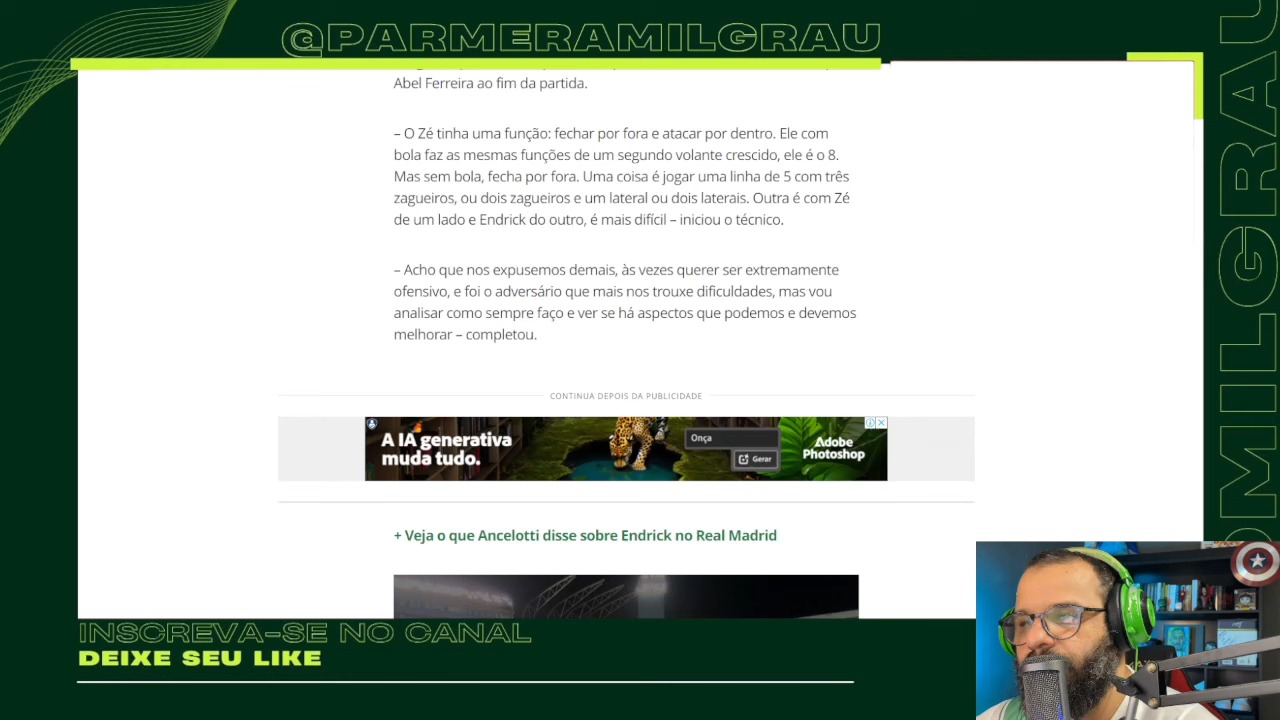 @PARMERAMILGRAU
Abel Ferreira ao fim da partida.
– O Zé tinha uma função: fechar por fora e atacar por dentro. Ele com
bola faz as mesmas funções de um segundo volante crescido, ele é o 8.
Mas sem bola, fecha por fora. Uma coisa é jogar uma linha de 5 com três
zagueiros, ou dois zagueiros e um lateral ou dois laterais. Outra é com Zé
de um lado e Endrick do outro, é mais difícil – iniciou o técnico.
– Acho que nos expusemos demais, às vezes querer ser extremamente
ofensivo, e foi o adversário que mais nos trouxe dificuldades, mas vou
analisar como sempre faço e ver se há aspectos que podemos e devemos
melhorar – completou.
CONTINUA DEPOIS DA PUBLICIDADE
A IA generativa
muda tudo.
Onça
Gerar
Adobe
Photoshop
+ Veja o que Ancelotti disse sobre Endrick no Real Madrid
INSCREVA-SE NO CANAL
DEIXE SEU LIKE
OMILGRAU